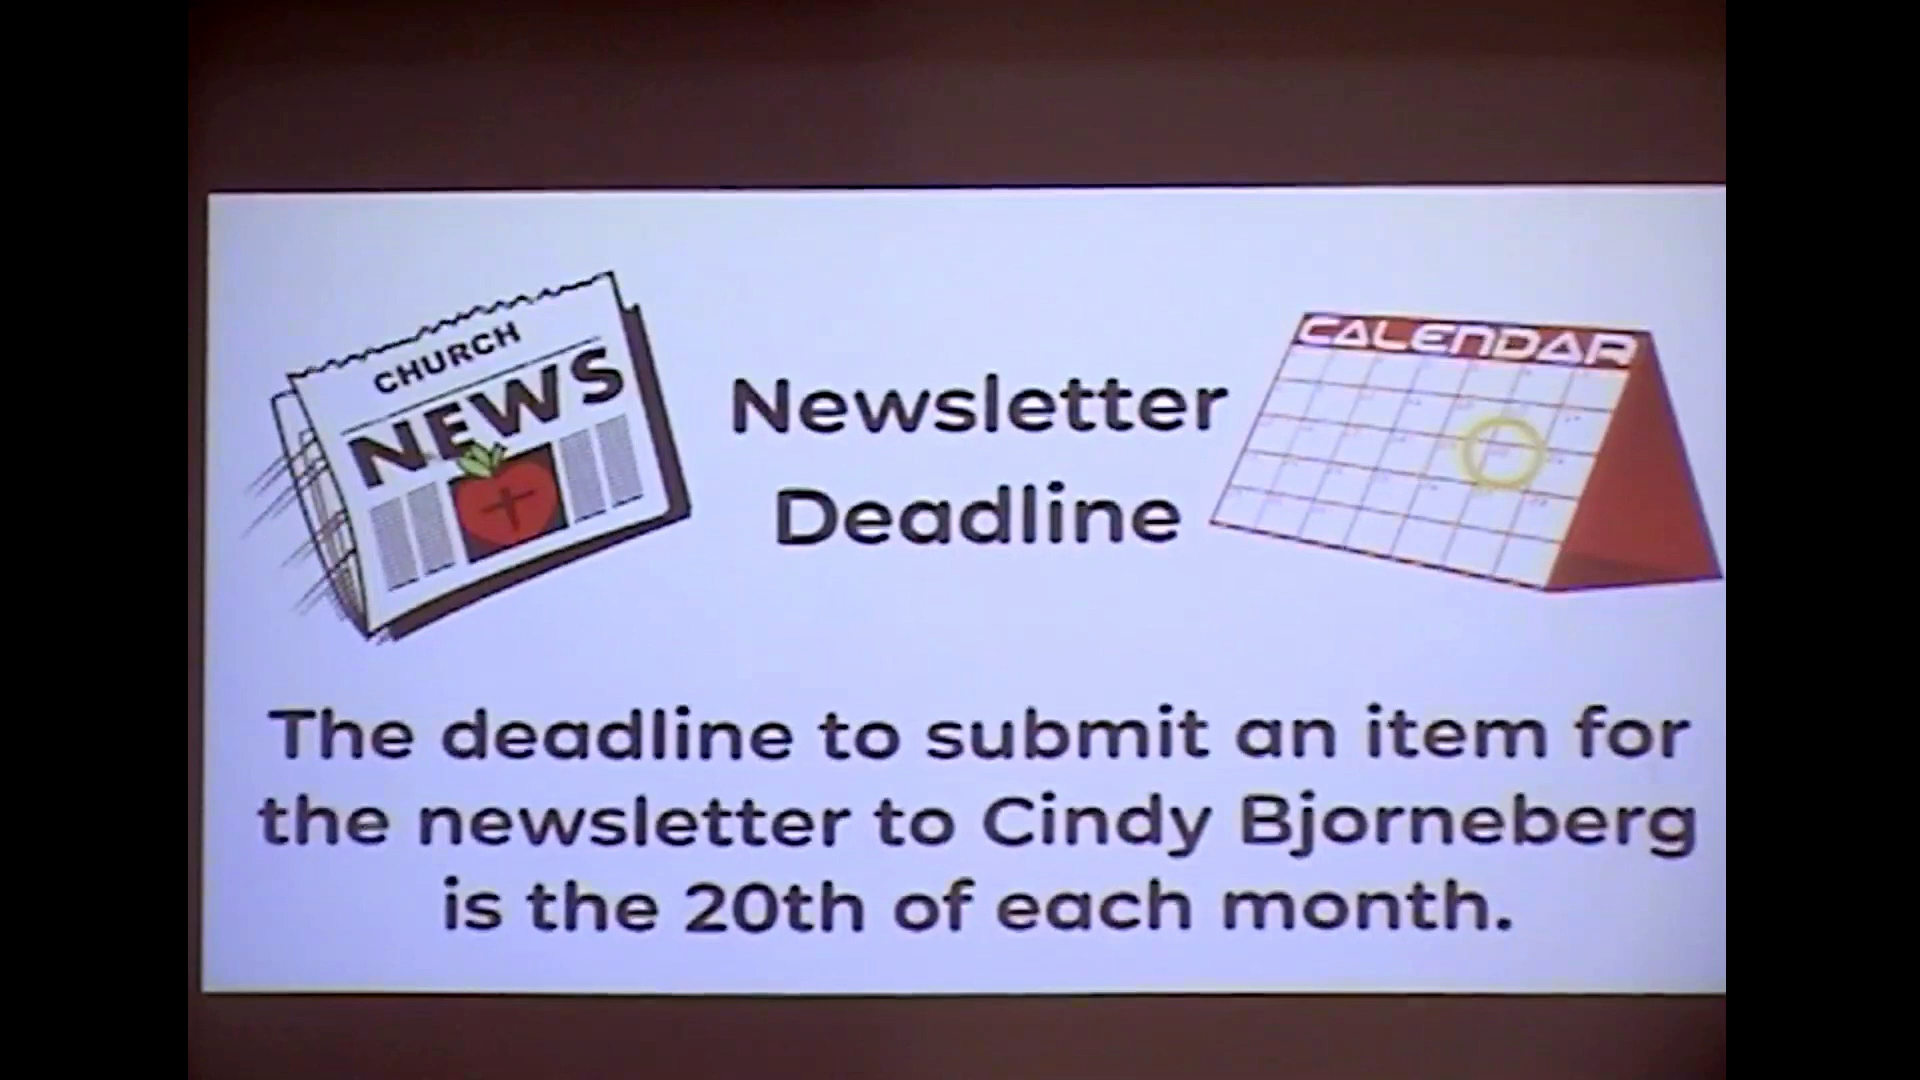 CHURCH
NEWS
Newsletter
Deadline
CALENDAR
The deadline to submit an item for
the newsletter to Cindy Bjorneberg
is the 20th of each month.